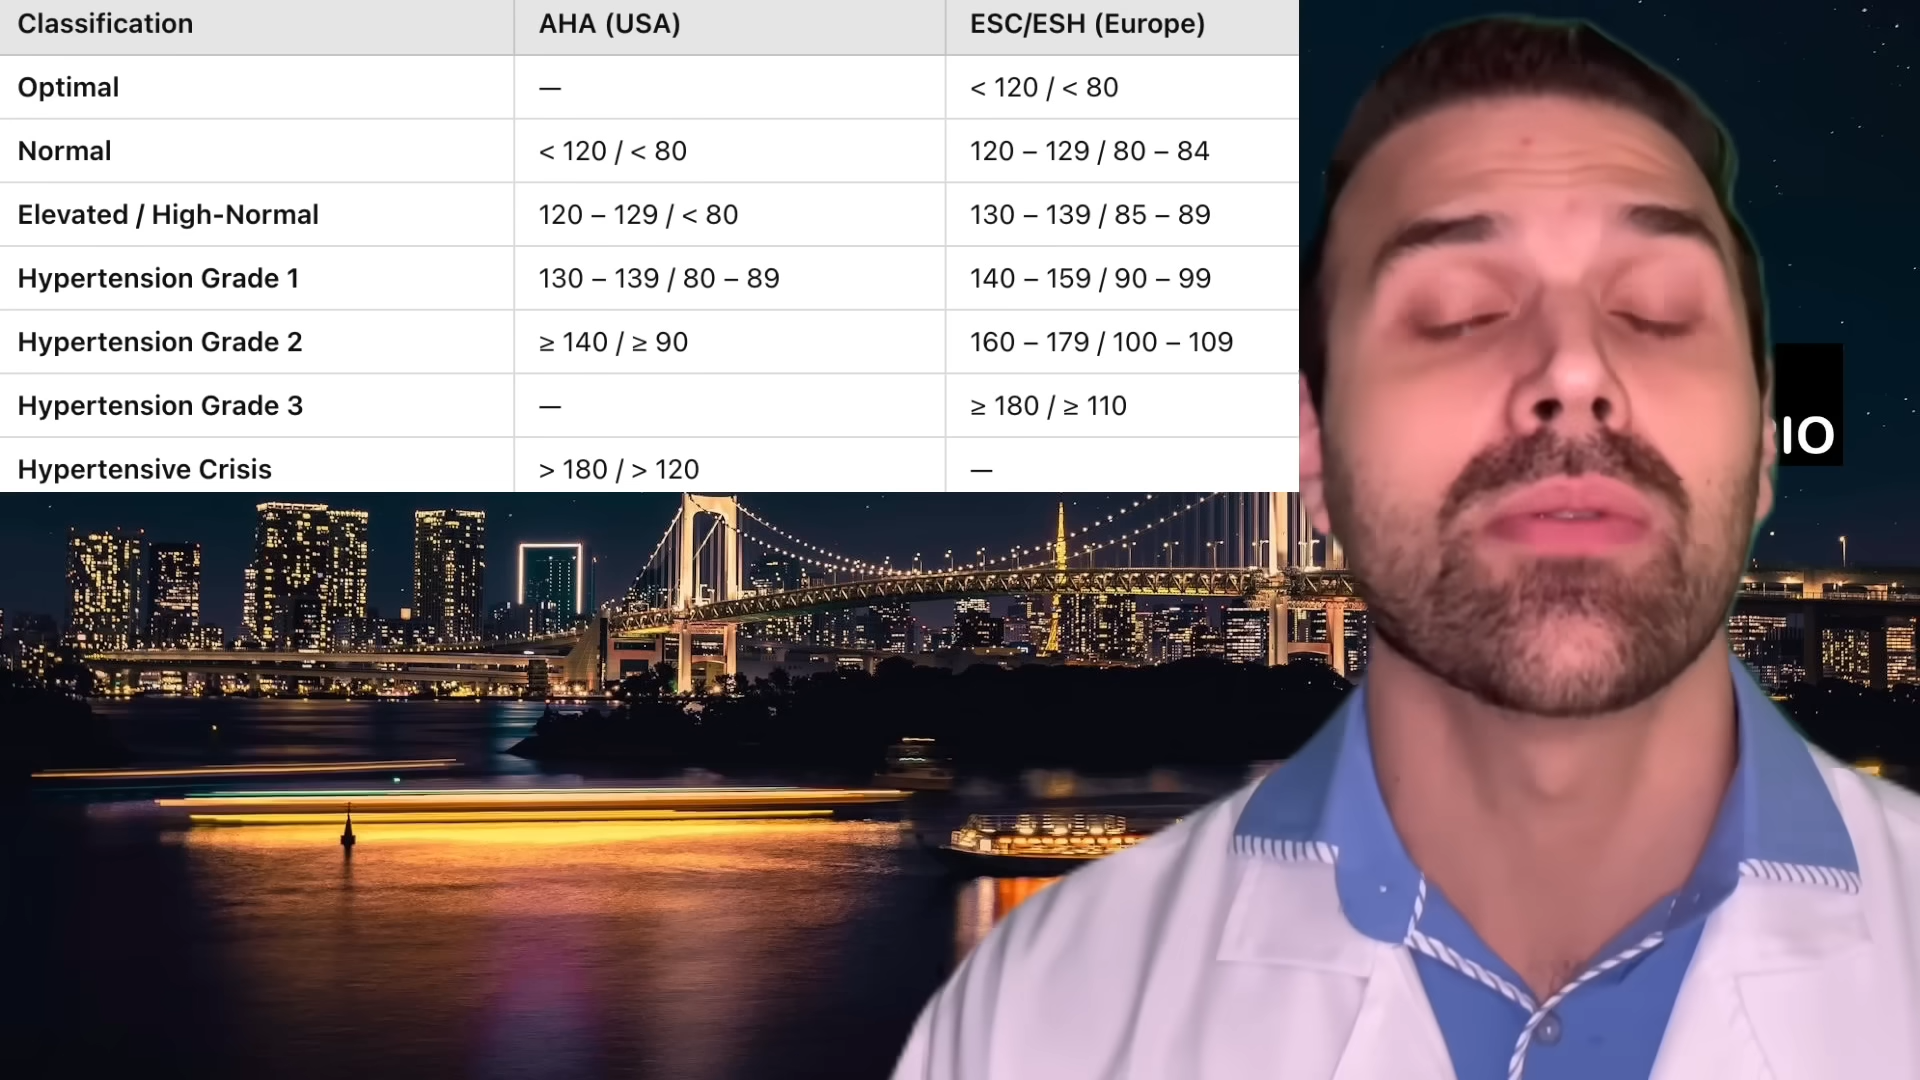 Classification AHA (USA) ESC/ESH (Europe)
Optimal — < 120 / < 80
Normal < 120 / < 80 120 – 129 / 80 – 84
Elevated / High-Normal 120 – 129 / < 80 130 – 139 / 85 – 89
Hypertension Grade 1 130 – 139 / 80 – 89 140 – 159 / 90 – 99
Hypertension Grade 2 ≥ 140 / ≥ 90 160 – 179 / 100 – 109
Hypertension Grade 3 — ≥ 180 / ≥ 110
Hypertensive Crisis > 180 / > 120 —
IO